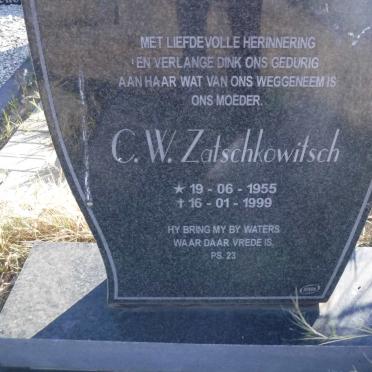 MET LIEFDEVOLLE HERINNERING
EN VERLANGE DINK ONS GEDURIG
AAN HAAR WAT VAN ONS WEGGENEEM IS
ONS MOEDER.
C.W. Zatschkowitsch
★ 19 - 06 - 1955
✝ 16 - 01 - 1999
HY BRING MY BY WATERS
WAAR DAAR VREDE IS.
PS. 23